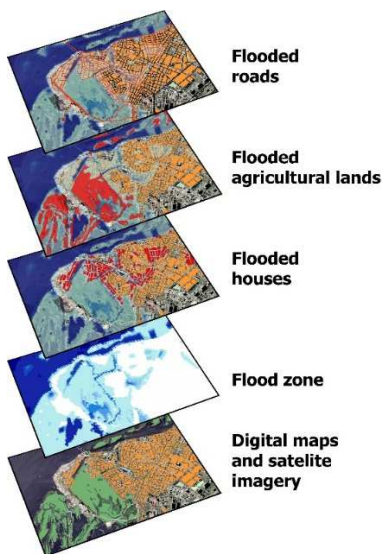 Flooded
roads
Flooded
agricultural lands
Flooded
houses
Flood zone
Digital maps
and satelite
imagery